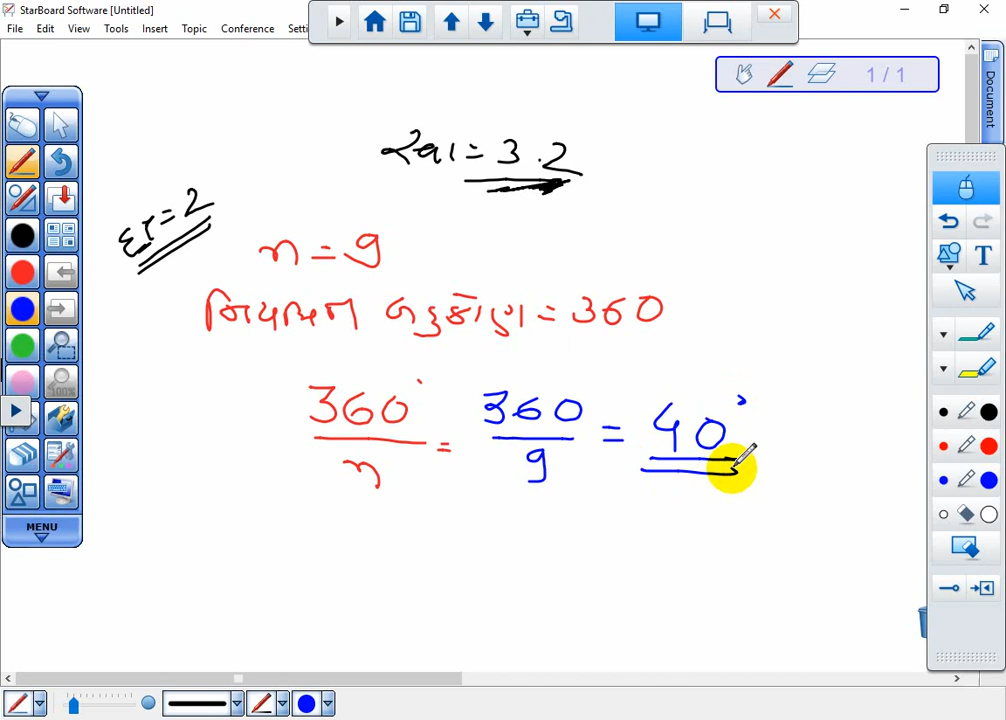 StarBoard Software [Untitled]
File Edit View Tools Insert Topic Conference
1 / 1
Document
= 3.2
= 2
n = 9
નિયમિત બહુકોણ = 360
360° / n = 360 / 9 = 40°
T
100%
MENU